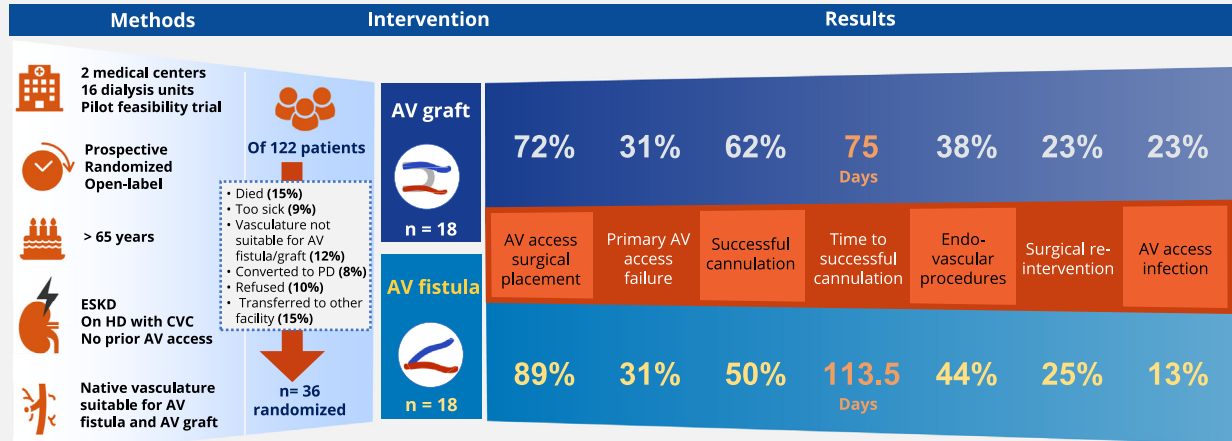 Methods
Intervention
Results
2 medical centers
16 dialysis units
Pilot feasibility trial
Prospective
Randomized
Open-label
> 65 years
ESKD
On HD with CVC
No prior AV access
Native vasculature
suitable for AV
fistula and AV graft
Of 122 patients
• Died (15%)
• Too sick (9%)
• Vasculature not
suitable for AV
fistula/graft (12%)
• Converted to PD (8%)
• Refused (10%)
• Transferred to other
facility (15%)
n= 36
randomized
AV graft
n = 18
AV fistula
n = 18
72%
31%
62%
75
Days
38%
23%
23%
AV access
surgical
placement
Primary AV
access
failure
Successful
cannulation
Time to
successful
cannulation
Endo-
vascular
procedures
Surgical re-
intervention
AV access
infection
89%
31%
50%
113.5
Days
44%
25%
13%